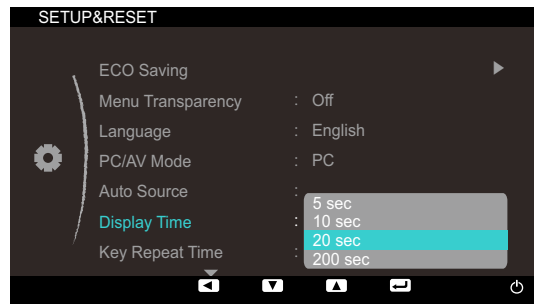 SETUP&RESET
ECO Saving
Menu Transparency : Off
Language : English
PC/AV Mode : PC
Auto Source :
5 sec
10 sec
Display Time :
20 sec
Key Repeat Time :
200 sec